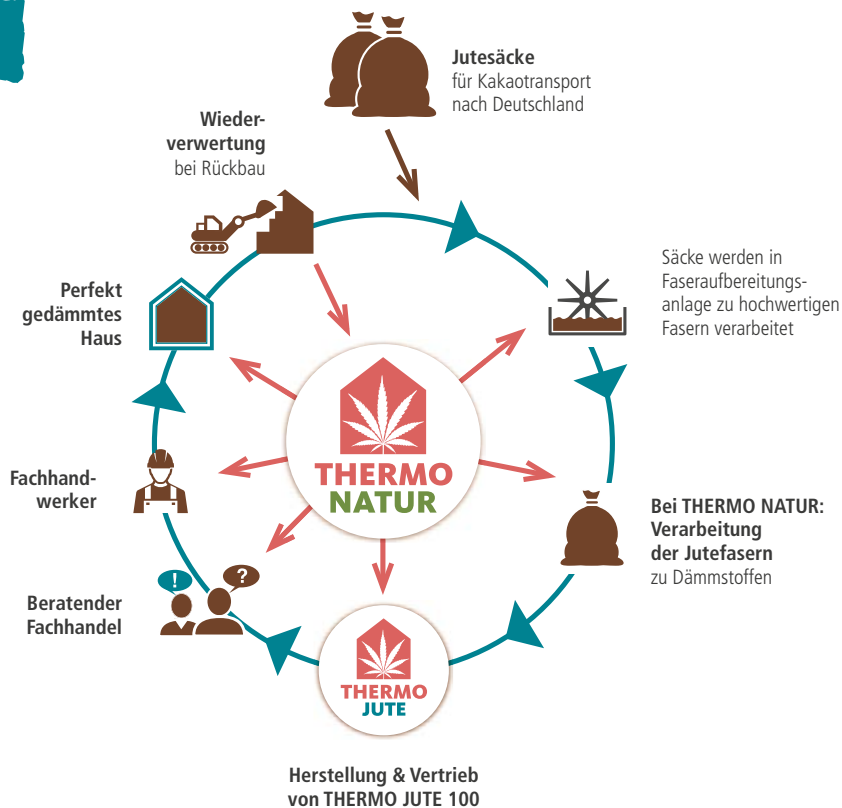 Jutesäcke
für Kakaotransport
nach Deutschland
Wieder-
verwertung
bei Rückbau
Säcke werden in
Faseraufbereitungs-
anlage zu hochwertigen
Fasern verarbeitet
Perfekt
gedämmtes
Haus
THERMO
NATUR
Fachhand-
werker
Bei THERMO NATUR:
Verarbeitung
der Jutefasern
zu Dämmstoffen
! ?
Beratender
Fachhandel
THERMO
JUTE
Herstellung & Vertrieb
von THERMO JUTE 100